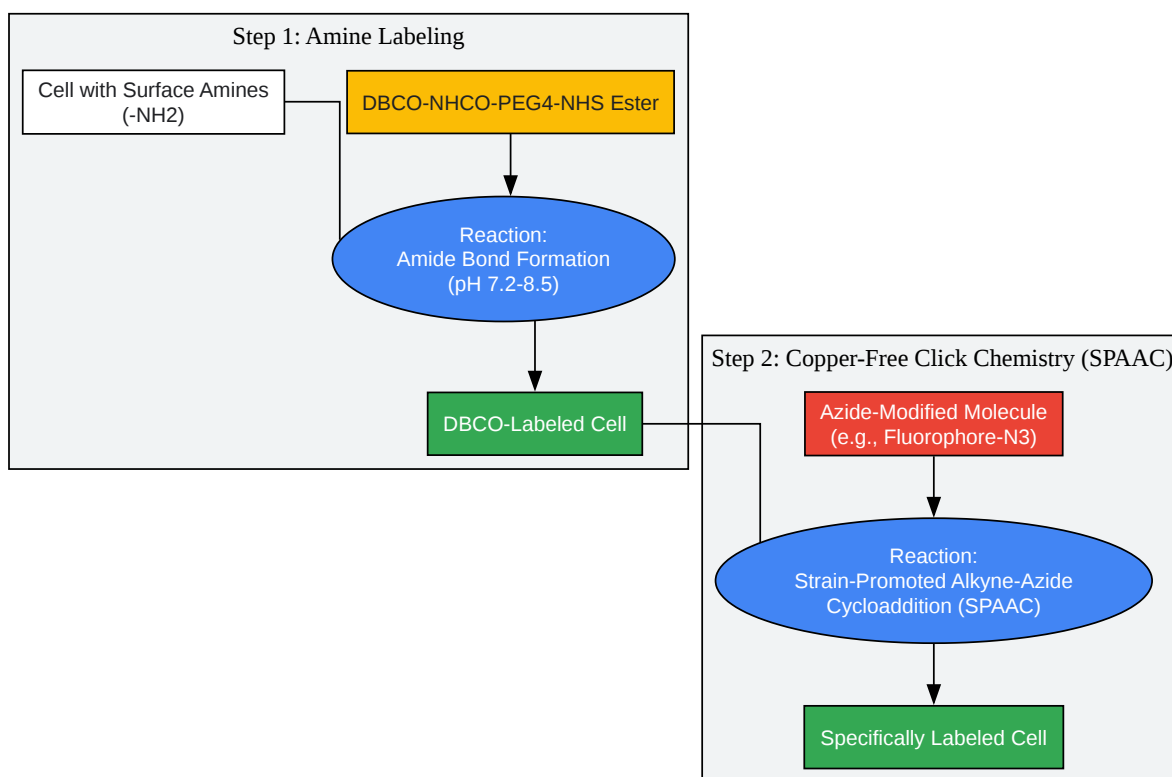 Step 1: Amine Labeling
Cell with Surface Amines
(-NH2)
DBCO-NHCO-PEG4-NHS Ester
Reaction:
Amide Bond Formation
(pH 7.2-8.5)
DBCO-Labeled Cell
Step 2: Copper-Free Click Chemistry (SPAAC)
Azide-Modified Molecule
(e.g., Fluorophore-N3)
Reaction:
Strain-Promoted Alkyne-Azide
Cycloaddition (SPAAC)
Specifically Labeled Cell